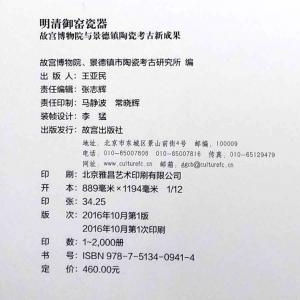 明清御窑瓷器
故宫博物院与景德镇陶瓷考古新成果
故宫博物院、景德镇市陶瓷考古研究所 编
出 版 人：王亚民
责任编辑：张志辉
责任印制：马静波 常晓辉
装帧设计：李 猛
出版发行：故宫出版社
地址：北京市东城区景山前街4号 邮编：100009
电话：010-65007808 010-65007816 传真：010-65129479
网址：www.culturefc.cn 邮箱：ggcb@culturefc.cn
印 刷：北京雅昌艺术印刷有限公司
开 本：889毫米×1194毫米 1/12
印 张：34.25
版 次：2016年10月第1版
2016年10月第1次印刷
印 数：1~2,000册
书 号：ISBN 978-7-5134-0941-4
定 价：460.00元